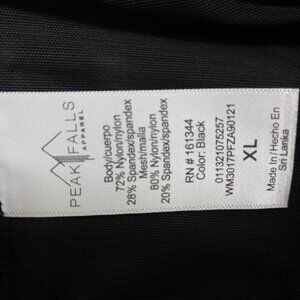 PEAK FALLS
APPAREL
Body/cuerpo
72% Nylon/nylon
28% Spandex/spandex
Mesh/malla
80% Nylon/nylon
20% Spandex/spandex
RN # 161344
Color: Black
011321075257
WM3017PFZA90121
XL
Made In / Hecho En
Sri Lanka